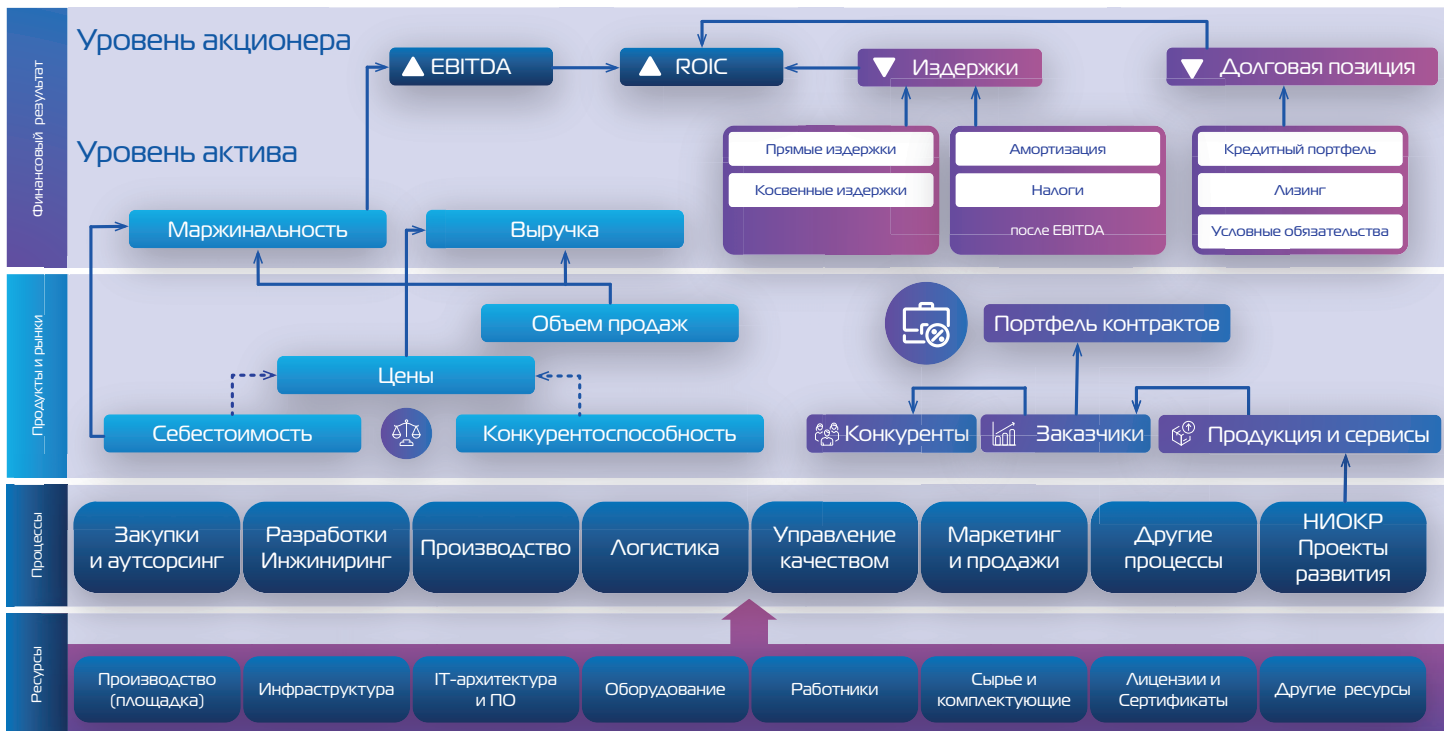 Финансовый результат
Уровень акционера
EBITDA
ROIC
Издержки
Долговая позиция
Уровень актива
Прямые издержки
Косвенные издержки
Амортизация
Налоги
после EBITDA
Кредитный портфель
Лизинг
Условные обязательства
Маржинальность
Выручка
Продукты и рынки
Объем продаж
Портфель контрактов
Цены
Себестоимость
Конкурентоспособность
Конкуренты
Заказчики
Продукция и сервисы
Процессы
Закупки
и аутсорсинг
Разработки
Инжиниринг
Производство
Логистика
Управление
качеством
Маркетинг
и продажи
Другие
процессы
НИОКР
Проекты
развития
Ресурсы
Производство
(площадка)
Инфраструктура
IT-архитектура
и ПО
Оборудование
Работники
Сырье и
комплектующие
Лицензии и
Сертификаты
Другие ресурсы